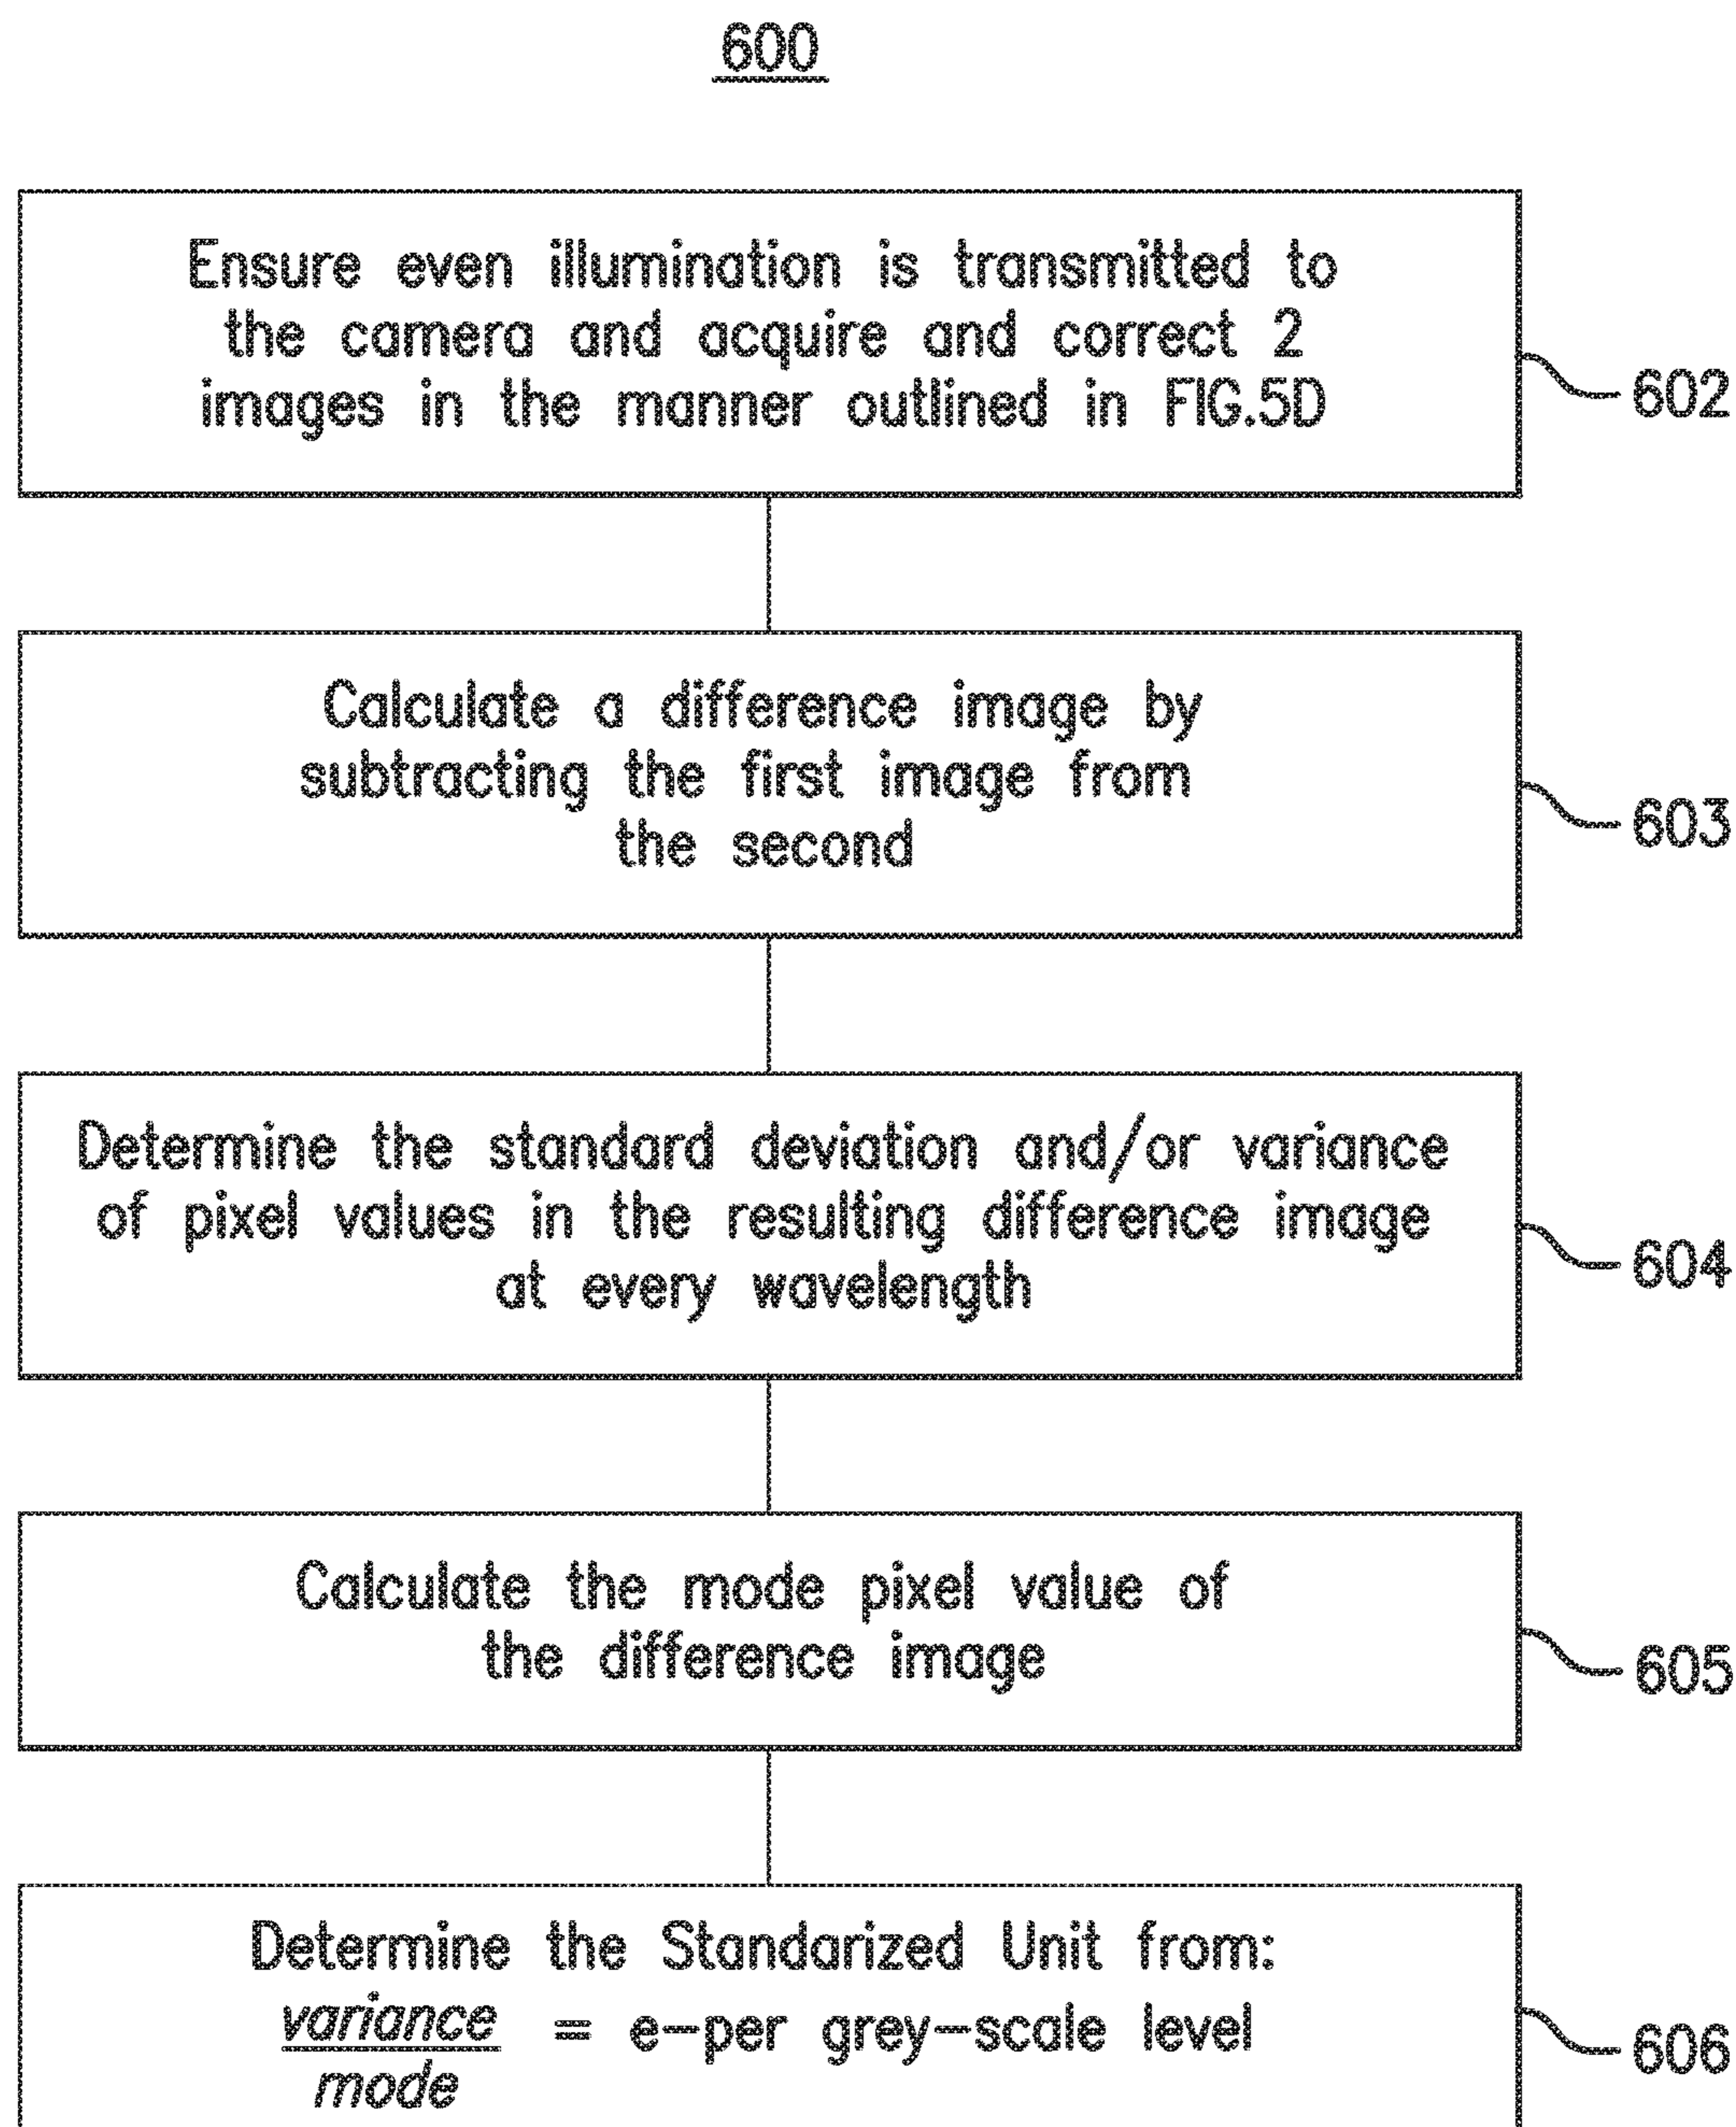 600
Ensure even illumination is transmitted to
the camera and acquire and correct 2
images in the manner outlined in FIG.5D
602
Calculate a difference image by
subtracting the first image from
the second
603
Determine the standard deviation and/or variance
of pixel values in the resulting difference image
at every wavelength
604
Calculate the mode pixel value of
the difference image
605
Determine the Standarized Unit from:
variance
mode
= e-per grey-scale level
606